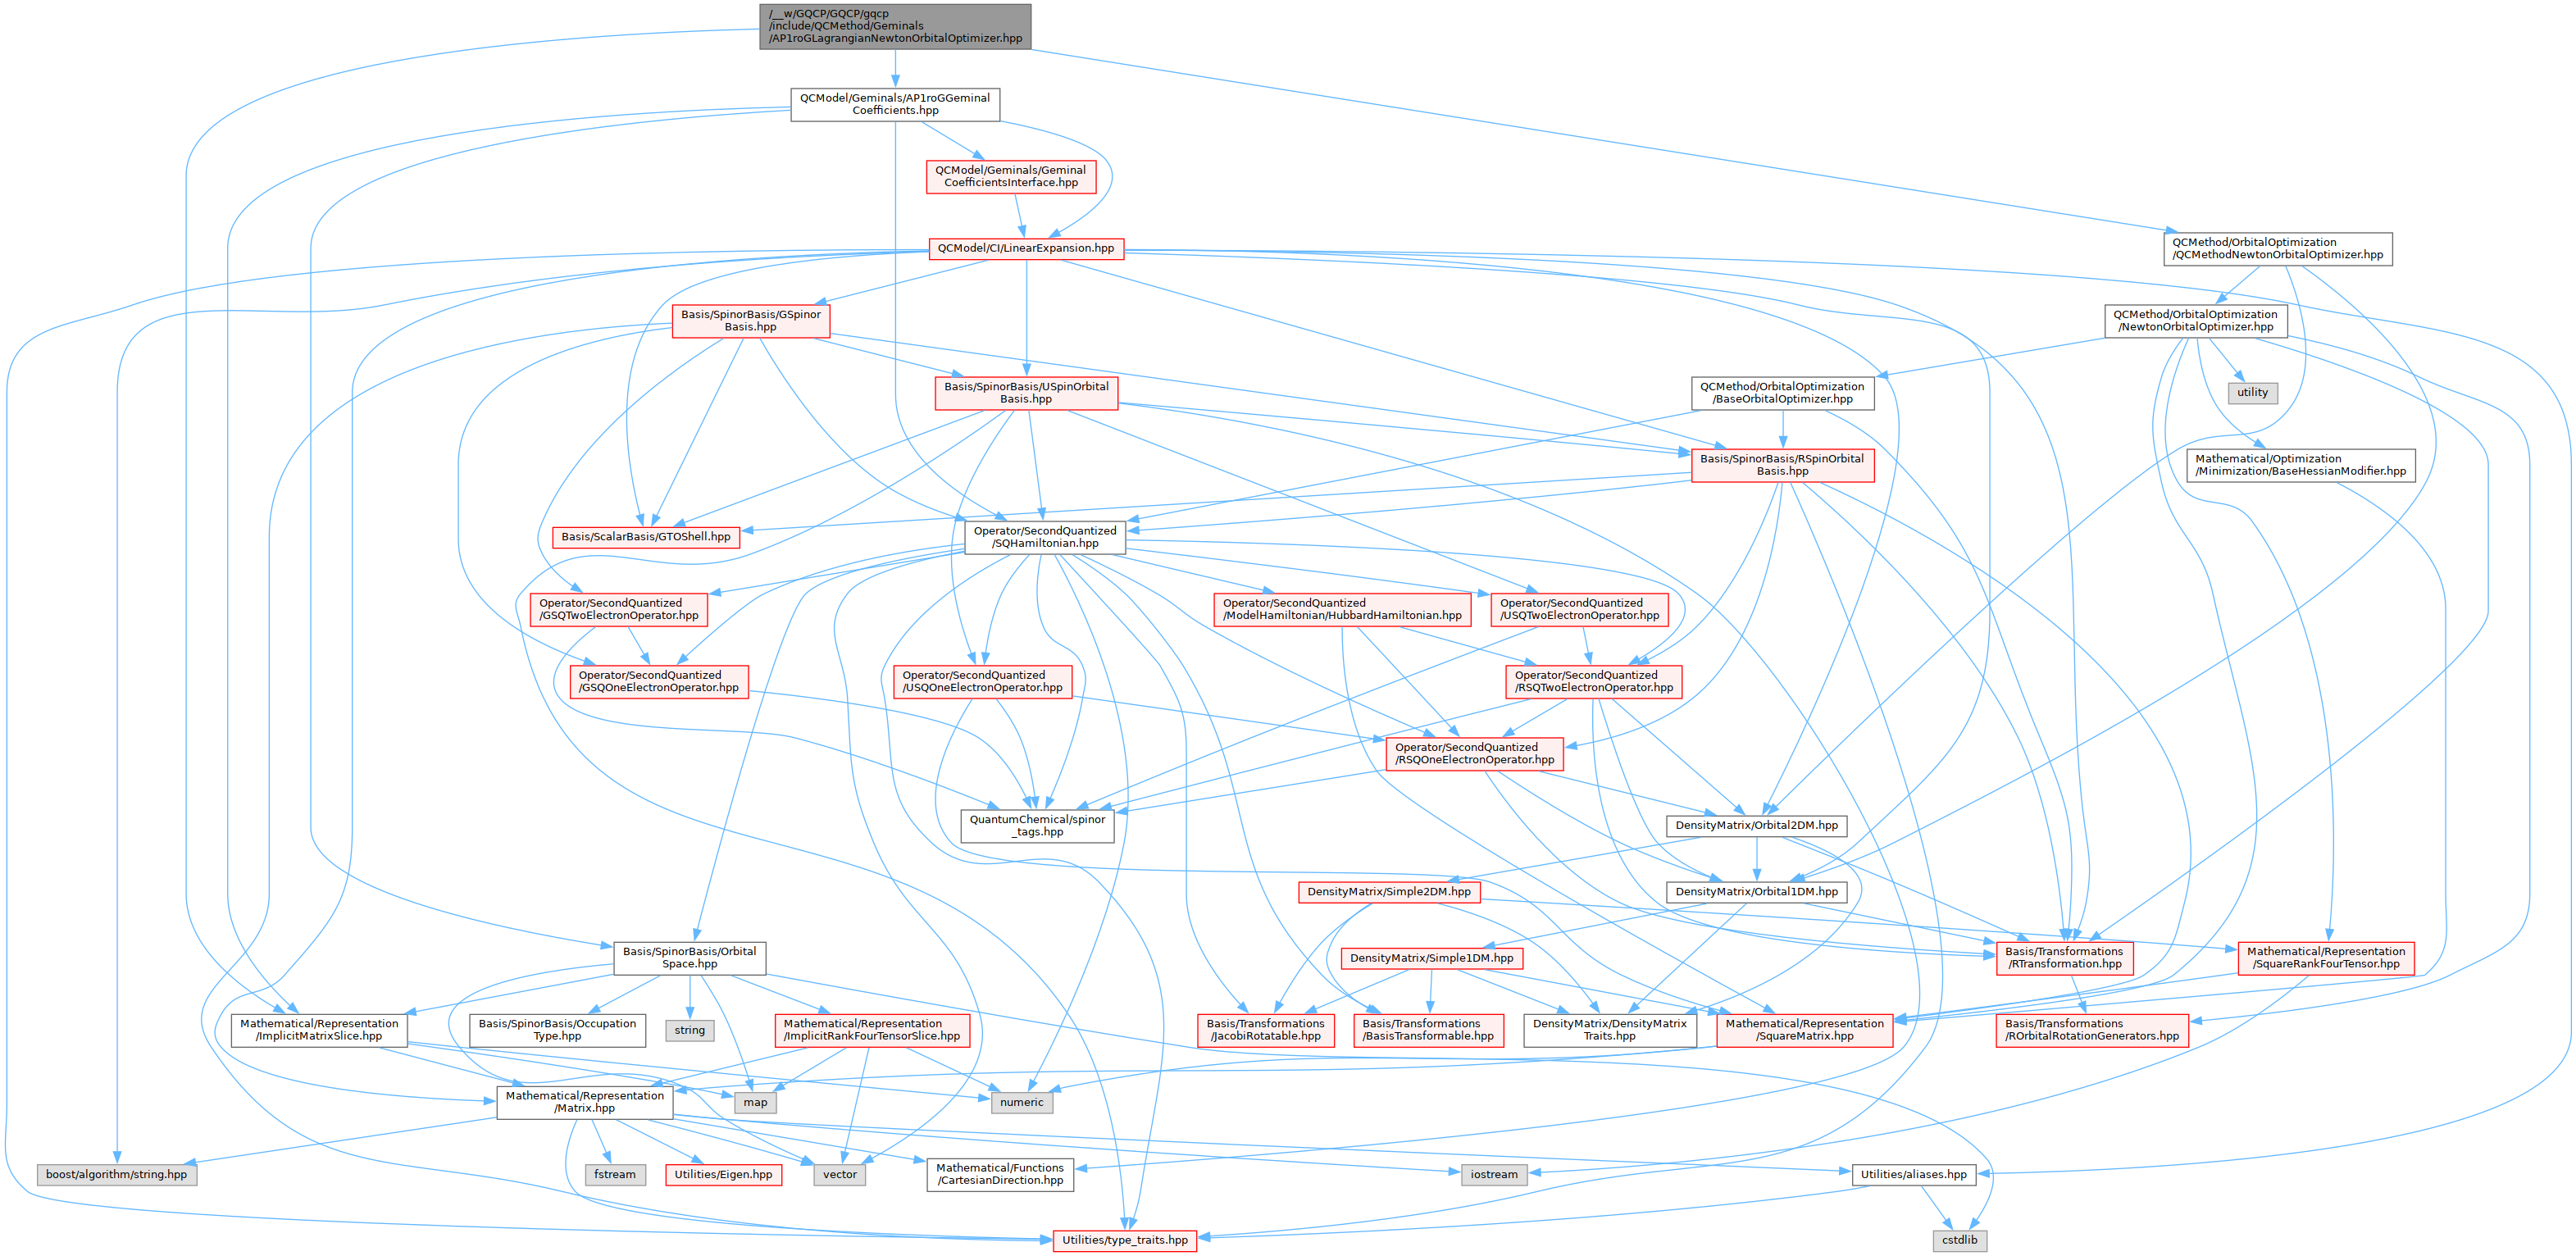 /__w/GQCP/GQCP/gqcp
/include/QCMethod/Geminals
/AP1roGLagrangianNewtonOrbitalOptimizer.hpp
QCModel/Geminals/AP1roGGeminal
Coefficients.hpp
QCModel/Geminals/Geminal
CoefficientsInterface.hpp
QCModel/CI/LinearExpansion.hpp
QCMethod/OrbitalOptimization
/QCMethodNewtonOrbitalOptimizer.hpp
Basis/SpinorBasis/GSpinor
Basis.hpp
QCMethod/OrbitalOptimization
/NewtonOrbitalOptimizer.hpp
Basis/SpinorBasis/USpinOrbital
Basis.hpp
QCMethod/OrbitalOptimization
/BaseOrbitalOptimizer.hpp
utility
Basis/SpinorBasis/RSpinOrbital
Basis.hpp
Mathematical/Optimization
/Minimization/BaseHessianModifier.hpp
Basis/ScalarBasis/GTOShell.hpp
Operator/SecondQuantized
/SQHamiltonian.hpp
Operator/SecondQuantized
/GSQTwoElectronOperator.hpp
Operator/SecondQuantized
/ModelHamiltonian/HubbardHamiltonian.hpp
Operator/SecondQuantized
/USQTwoElectronOperator.hpp
Operator/SecondQuantized
/GSQOneElectronOperator.hpp
Operator/SecondQuantized
/USQOneElectronOperator.hpp
Operator/SecondQuantized
/RSQTwoElectronOperator.hpp
Operator/SecondQuantized
/RSQOneElectronOperator.hpp
QuantumChemical/spinor
_tags.hpp
DensityMatrix/Orbital2DM.hpp
DensityMatrix/Simple2DM.hpp
DensityMatrix/Orbital1DM.hpp
Basis/SpinorBasis/Orbital
Space.hpp
DensityMatrix/Simple1DM.hpp
Basis/Transformations
/RTransformation.hpp
Mathematical/Representation
/SquareRankFourTensor.hpp
Mathematical/Representation
/ImplicitMatrixSlice.hpp
Basis/SpinorBasis/Occupation
Type.hpp
string
Mathematical/Representation
/ImplicitRankFourTensorSlice.hpp
Basis/Transformations
/JacobiRotatable.hpp
Basis/Transformations
/BasisTransformable.hpp
DensityMatrix/DensityMatrix
Traits.hpp
Mathematical/Representation
/SquareMatrix.hpp
Basis/Transformations
/ROrbitalRotationGenerators.hpp
Mathematical/Representation
/Matrix.hpp
map
numeric
boost/algorithm/string.hpp
fstream
Utilities/Eigen.hpp
vector
Mathematical/Functions
/CartesianDirection.hpp
iostream
Utilities/aliases.hpp
Utilities/type_traits.hpp
cstdlib